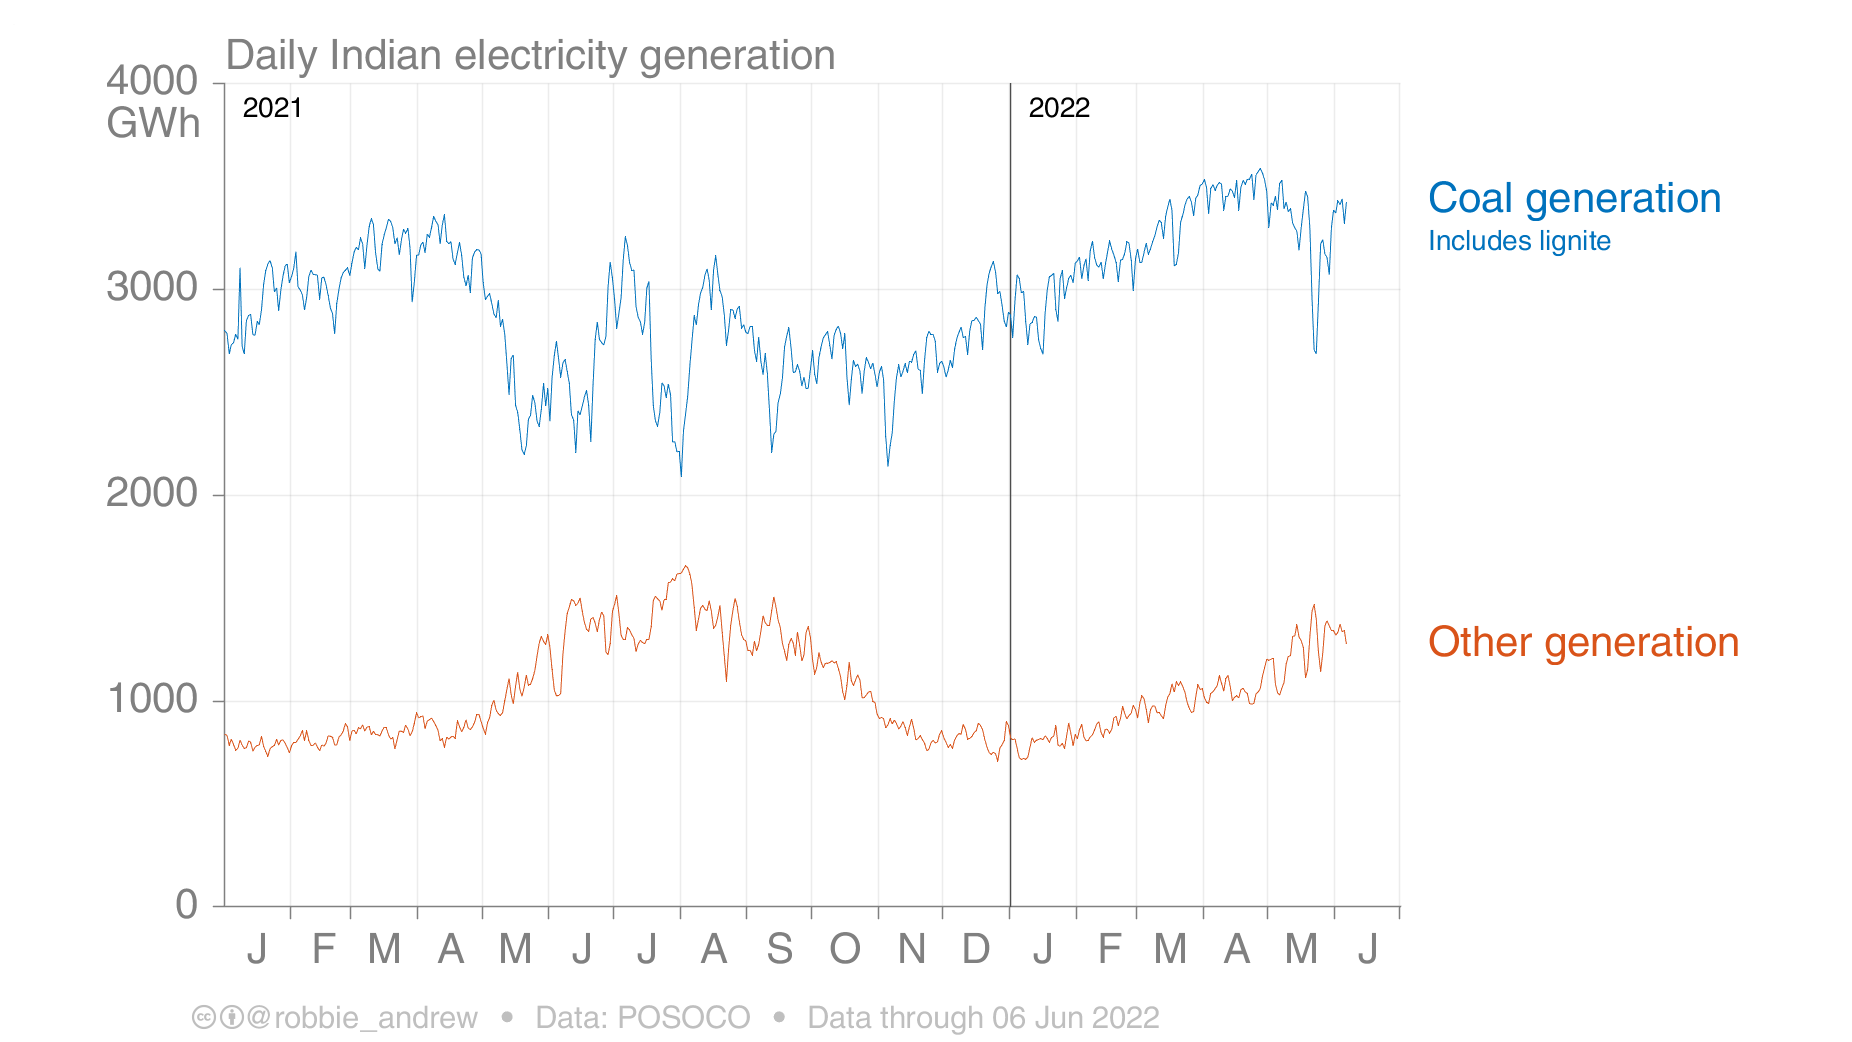 Daily Indian electricity generation
4000
GWh
2021
2022
3000
2000
1000
0
Coal generation
Includes lignite
Other generation
J F M A M J J A S O N D J F M A M J
@robbie_andrew • Data: POSOCO • Data through 06 Jun 2022